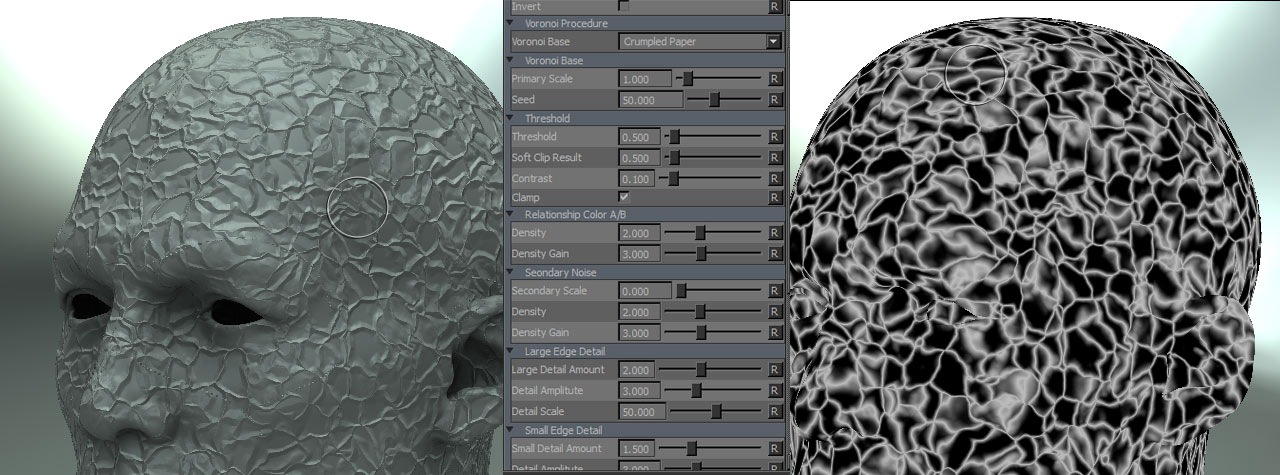 Invert R
Voronoi Procedure
Voronoi Base Crumpled Paper
Voronoi Base
Primary Scale 1.000 R
Seed 50.000 R
Threshold
Threshold 0.500 R
Soft Clip Result 0.500 R
Contrast 0.100 R
Clamp R
Relationship Color A/B
Density 2.000 R
Density Gain 3.000 R
Seondary Noise
Secondary Scale 0.000 R
Density 2.000 R
Density Gain 3.000 R
Large Edge Detail
Large Detail Amount 2.000 R
Detail Amplitute 3.000 R
Detail Scale 50.000 R
Small Edge Detail
Small Detail Amount 1.500 R
Detail Amplitute 3.000 R